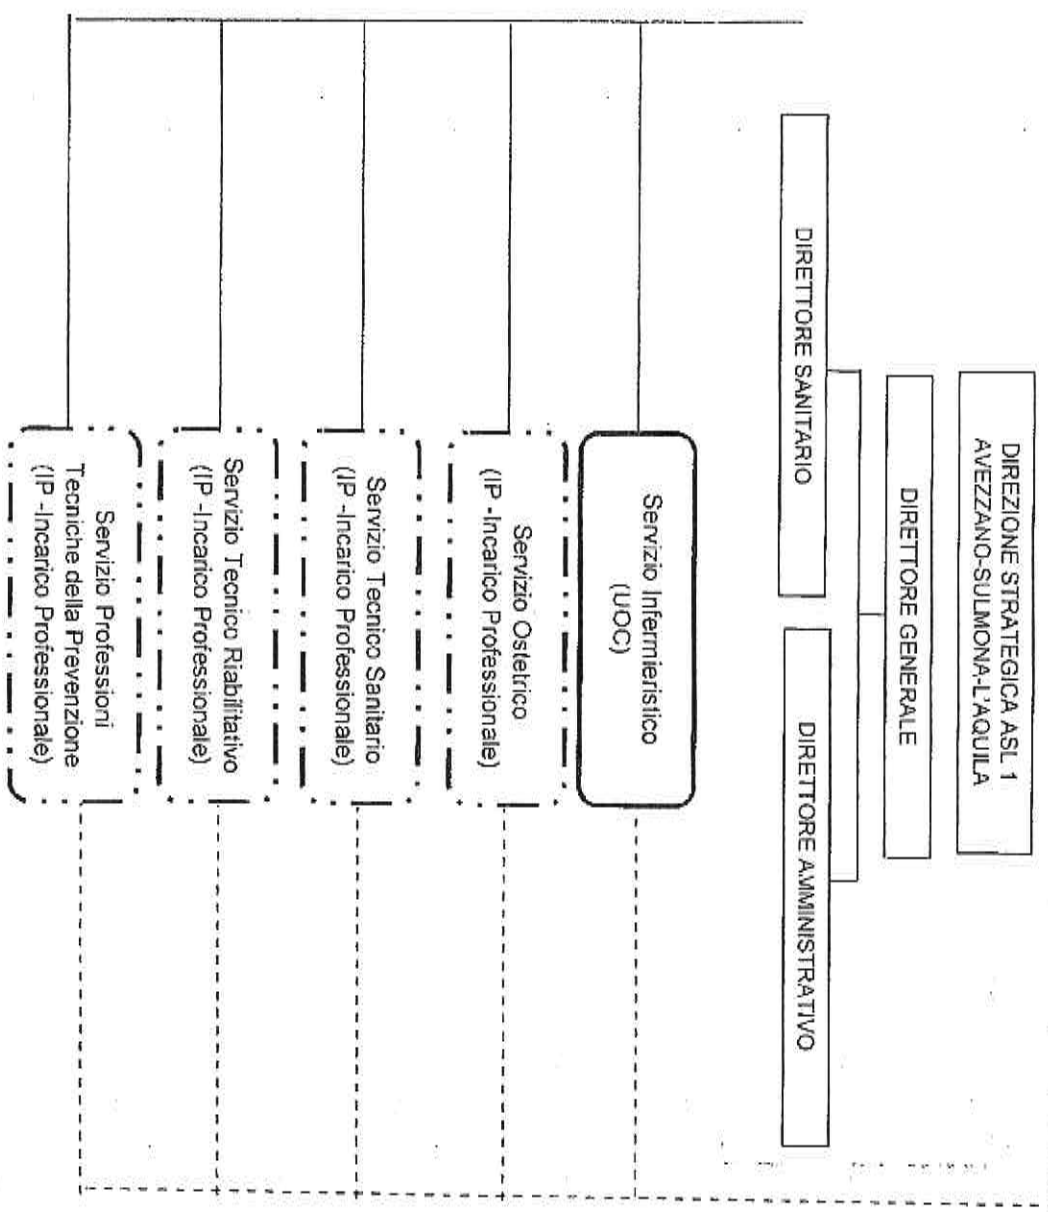 DIREZIONE STRATEGICA ASL 1
AVEZZANO-SULMONA-L'AQUILA
DIRETTORE GENERALE
DIRETTORE SANITARIO
DIRETTORE AMMINISTRATIVO
Servizio Infermieristico
(UOC)
Servizio Ostetrico
(IP -Incarico Professionale)
Servizio Tecnico Sanitario
(IP -Incarico Professionale)
Servizio Tecnico Riabilitativo
(IP -Incarico Professionale)
Servizio Professioni
Tecniche della Prevenzione
(IP -Incarico Professionale)